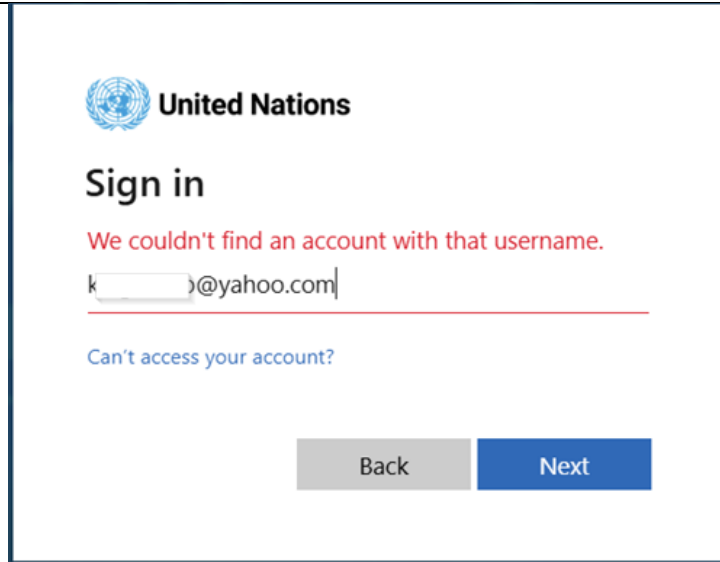 United Nations
Sign in
We couldn't find an account with that username.
@yahoo.com
Can't access your account?
Back
Next